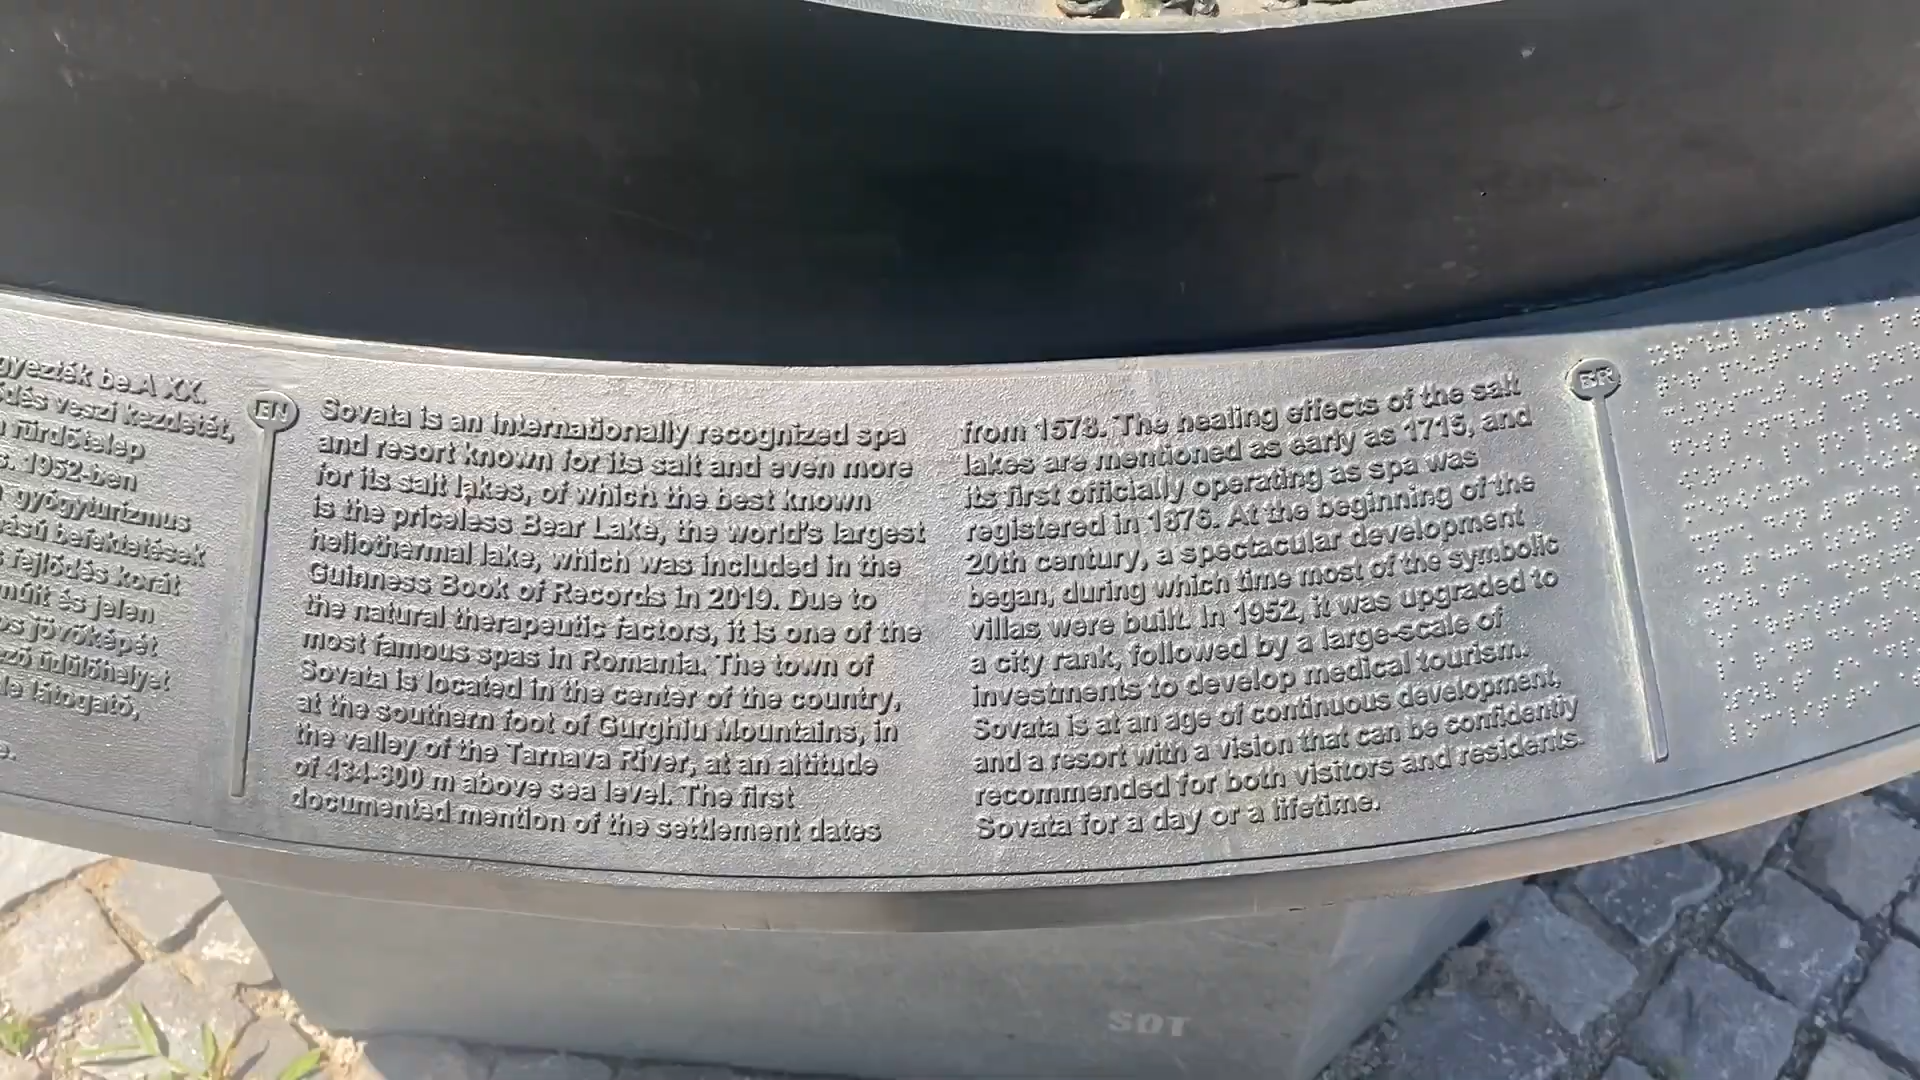 gyezték be.A XX.
ődés veszi kezdetét,
fürdőtelep
s. 1952-ben
gyógyturizmus
befektetések
fejlődés korát
múlt és jelen
os jövőképét
üdülőhelyet
le látogató,
e.
EN
Sovata is an internationally recognized spa
and resort known for its salt and even more
for its salt lakes, of which the best known
is the priceless Bear Lake, the world's largest
heliothermal lake, which was included in the
Guinness Book of Records in 2019. Due to
the natural therapeutic factors, it is one of the
most famous spas in Romania. The town of
Sovata is located in the center of the country,
at the southern foot of Gurghiu Mountains, in
the valley of the Tarnava River, at an altitude
of 434-600 m above sea level. The first
documented mention of the settlement dates
from 1578. The healing effects of the salt
lakes are mentioned as early as 1715, and
its first officially operating as spa was
registered in 1876. At the beginning of the
20th century, a spectacular development
began, during which time most of the symbolic
villas were built. In 1952, it was upgraded to
a city rank, followed by a large-scale of
investments to develop medical tourism.
Sovata is at an age of continuous development,
and a resort with a vision that can be confidently
recommended for both visitors and residents.
Sovata for a day or a lifetime.
BR
SDT